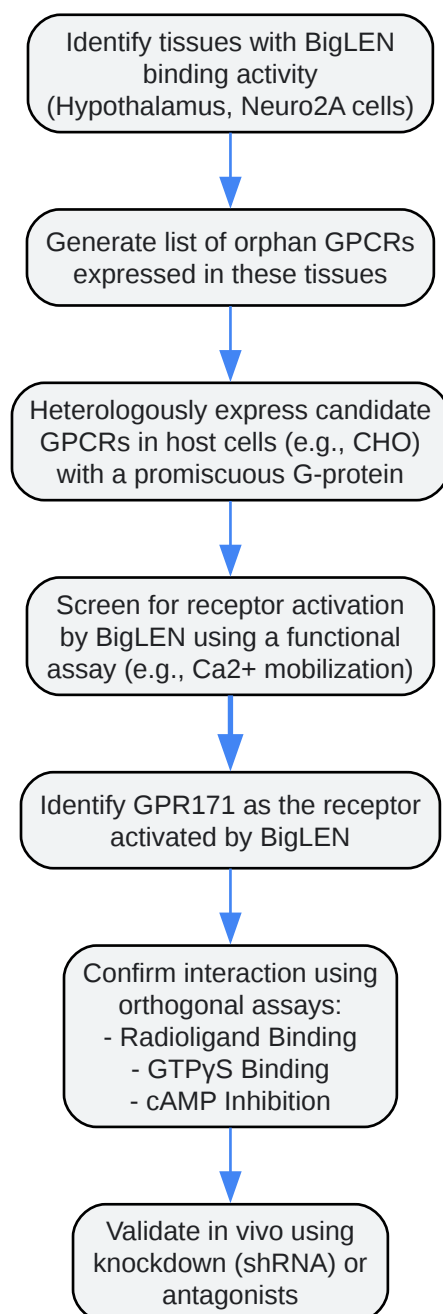 Identify tissues with BigLEN
binding activity
(Hypothalamus, Neuro2A cells)
Generate list of orphan GPCRs
expressed in these tissues
Heterologously express candidate
GPCRs in host cells (e.g., CHO)
with a promiscuous G-protein
Screen for receptor activation
by BigLEN using a functional
assay (e.g., Ca2+ mobilization)
Identify GPR171 as the receptor
activated by BigLEN
Confirm interaction using
orthogonal assays:
- Radioligand Binding
- GTPγS Binding
- cAMP Inhibition
Validate in vivo using
knockdown (shRNA) or
antagonists